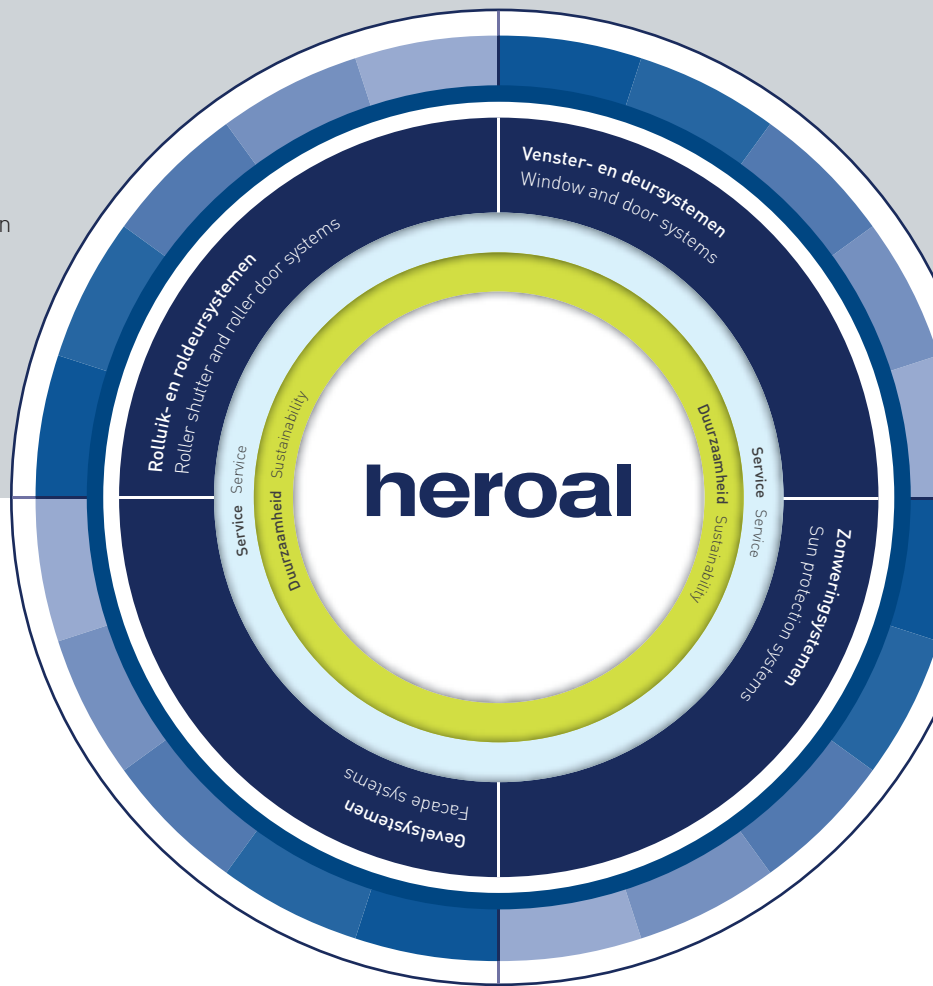 n
Venster- en deursystemen
Window and door systems
Rolluik- en roldeursystemen
Roller shutter and roller door systems
Service Service
Duurzaamheid Sustainability
heroal
Duurzaamheid Sustainability
Service Service
Zonweringsystemen
Sun protection systems
Facade systems
Gevelsystemen